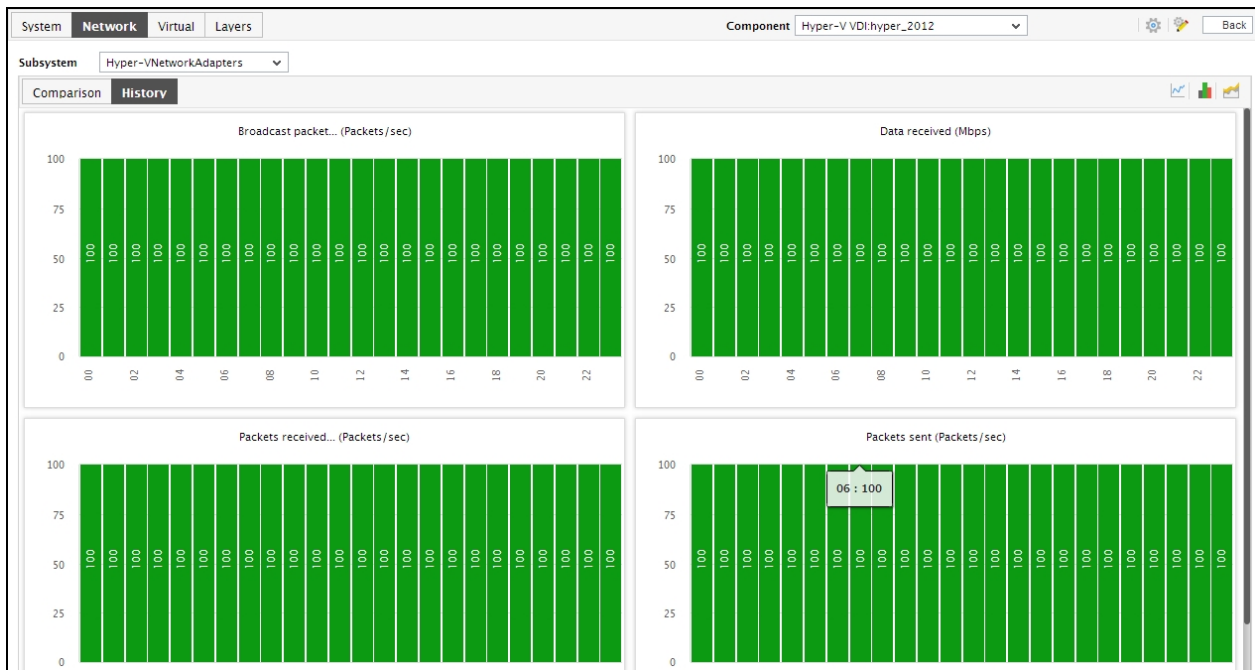 System Network Virtual Layers Component Hyper-V VDI:hyper_2012 Back
Subsystem Hyper-VNetworkAdapters
Comparison History
Broadcast packet... (Packets/sec)
100
75
50
25
0
100 100 100 100 100 100 100 100 100 100 100 100 100 100 100 100 100 100 100 100 100 100 100 100
00 02 04 06 08 10 12 14 16 18 20 22
Data received (Mbps)
100
75
50
25
0
100 100 100 100 100 100 100 100 100 100 100 100 100 100 100 100 100 100 100 100 100 100 100 100
00 02 04 06 08 10 12 14 16 18 20 22
Packets received... (Packets/sec)
100
75
50
25
0
100 100 100 100 100 100 100 100 100 100 100 100 100 100 100 100 100 100 100 100 100 100 100 100
Packets sent (Packets/sec)
100
75
50
25
0
06 : 100
100 100 100 100 100 100 100 100 100 100 100 100 100 100 100 100 100 100 100 100 100 100 100 100